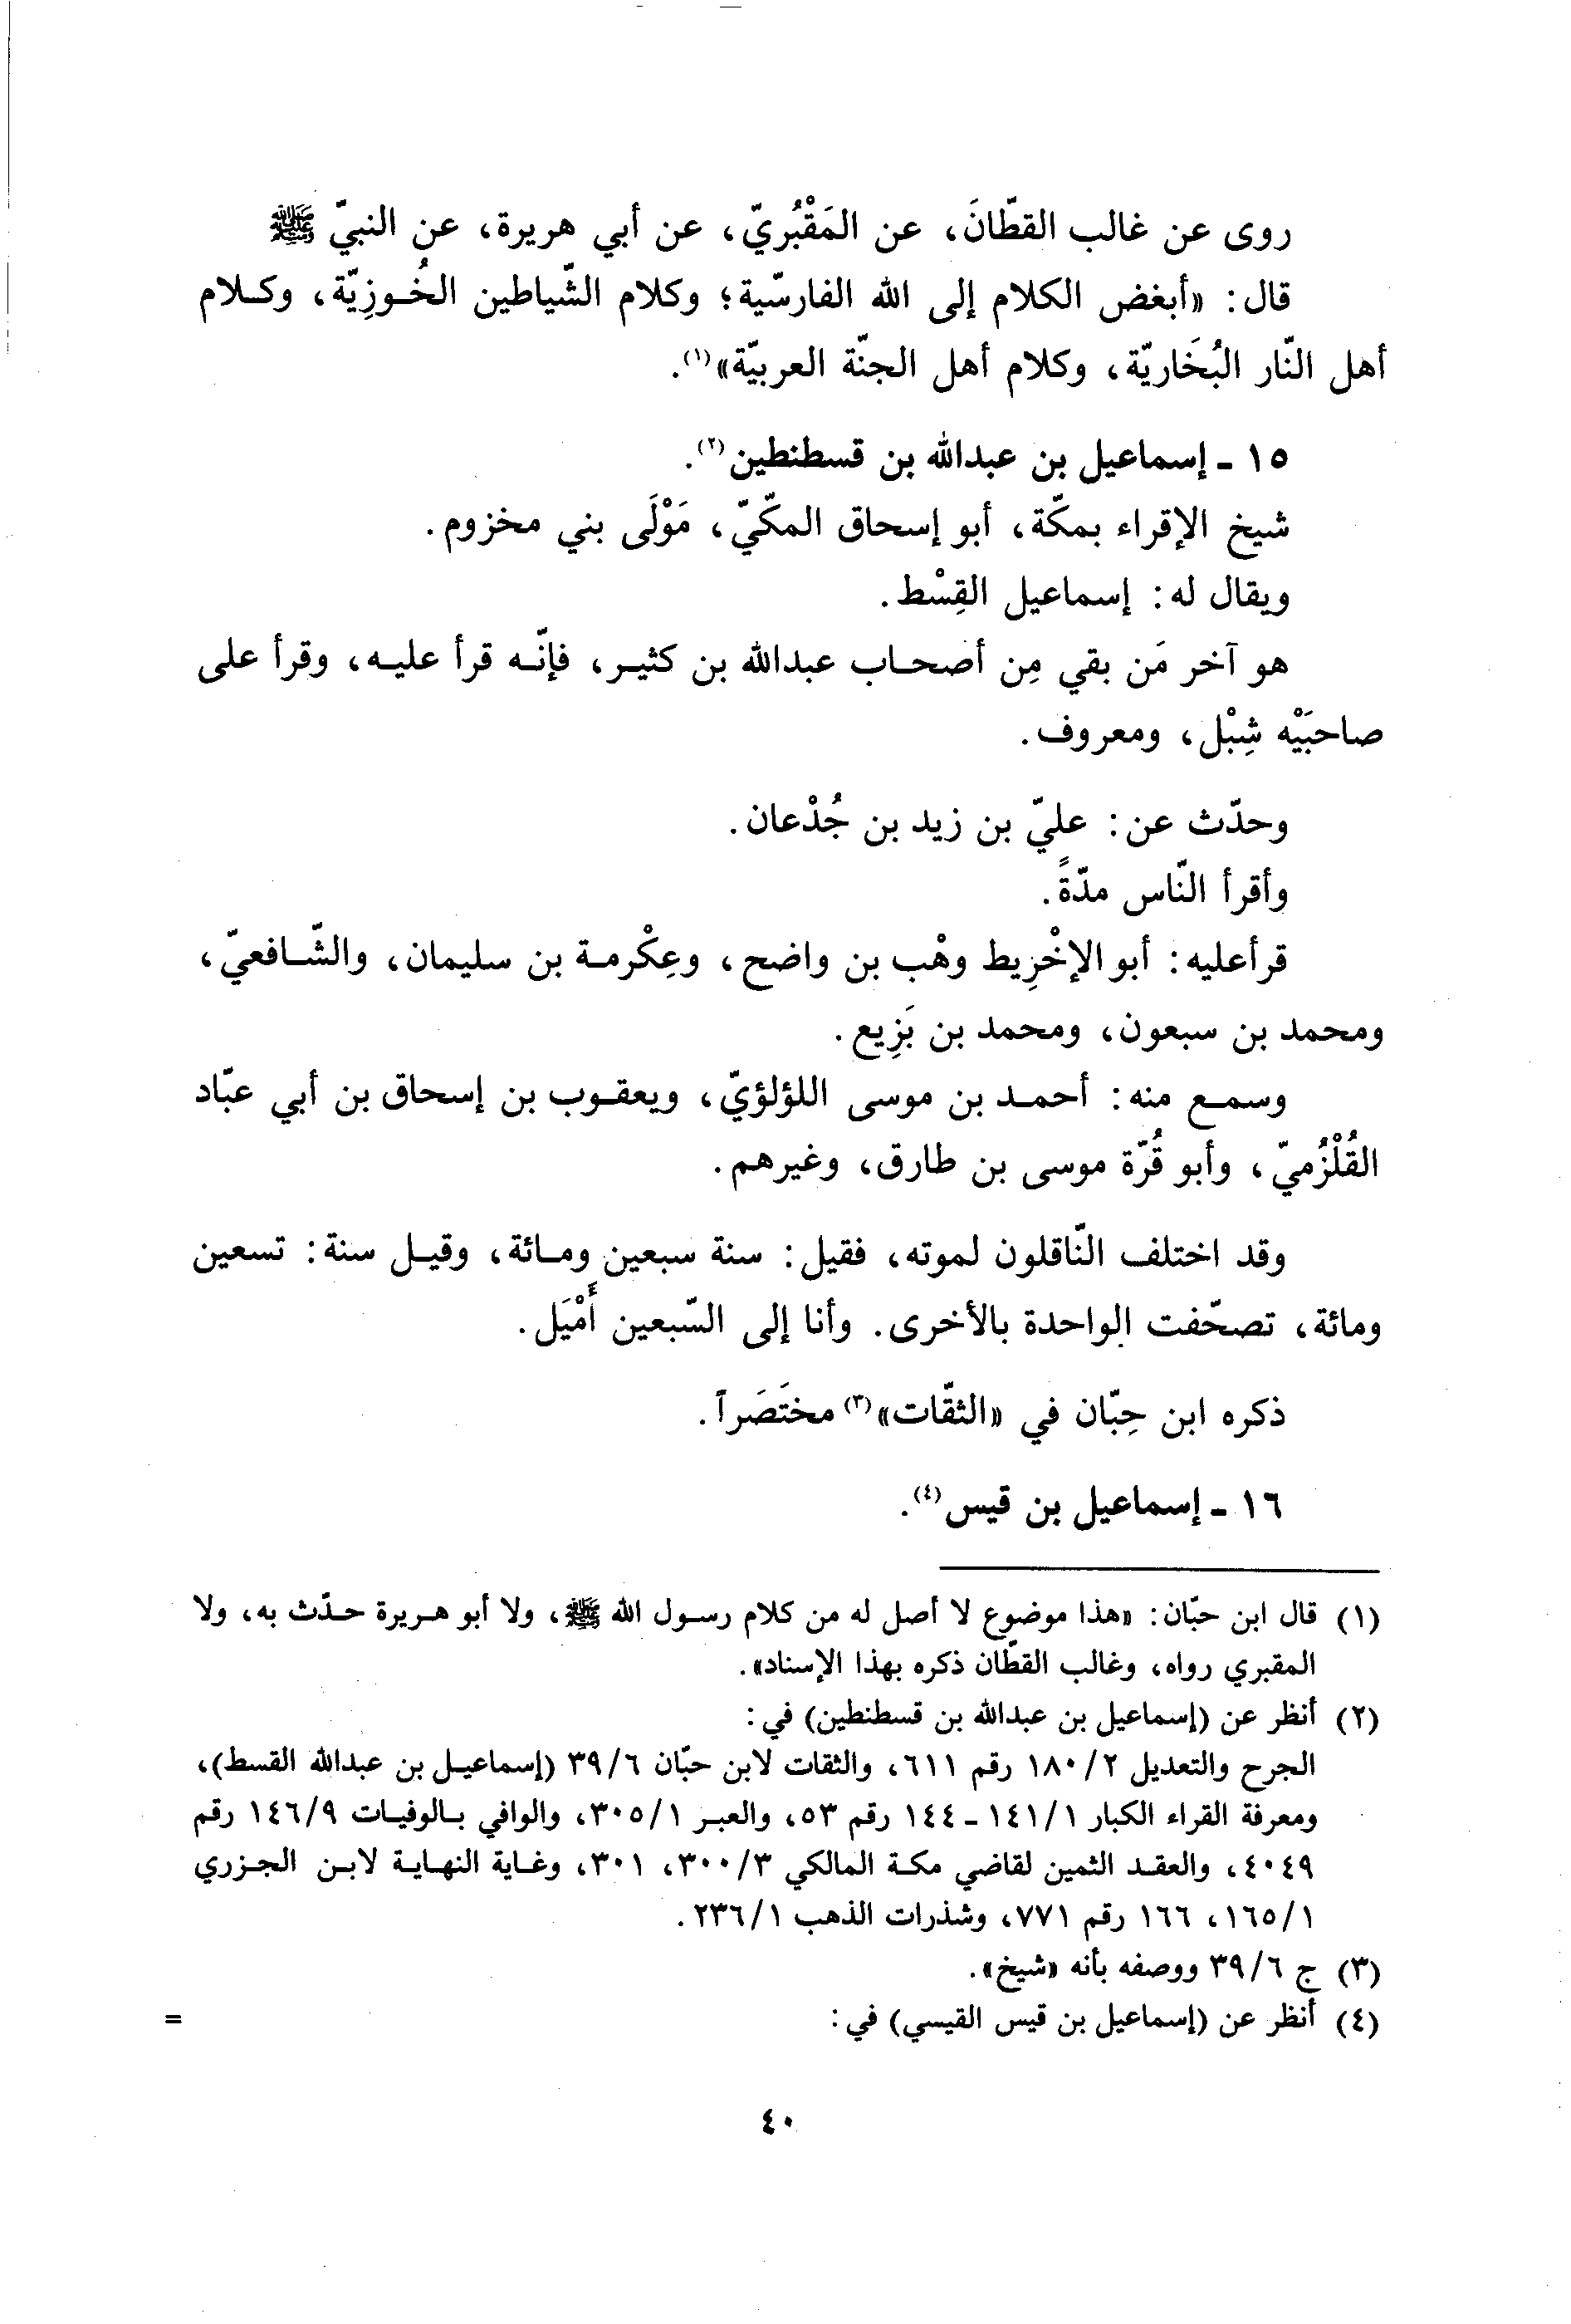 روى عن غالب القطّانَ، عن المَقْبُريّ، عن أبي هريرة، عن النبيّ ﷺ
قال: «أبغض الكلام إلى الله الفارسّية؛ وكلام الشّياطين الخُوزِيّة، وكلام
أهل النّار البُخَاريّة، وكلام أهل الجنّة العربيّة»(١).
١٥ - إسماعيل بن عبدالله بن قسطنطين(٢).
شيخ الإقراء بمكّة، أبو إسحاق المكّيّ، مَوْلَى بني مخزوم.
ويقال له: إسماعيل القِسْط.
هو آخر مَن بقي مِن أصحاب عبدالله بن كثير، فإنّه قرأ عليه، وقرأ على
صاحبَيْه شِبْل، ومعروف.
وحدّث عن: عليّ بن زيد بن جُدْعان.
وأقرأ النّاس مدّةً.
قرأعليه: أبو الإخْرِيط وهْب بن واضح، وعِكْرمة بن سليمان، والشّافعيّ،
ومحمد بن سبعون، ومحمد بن بَزِيع.
وسمع منه: أحمد بن موسى اللؤلؤيّ، ويعقوب بن إسحاق بن أبي عبّاد
القُلْزُميّ، وأبو قُرّة موسى بن طارق، وغيرهم.
وقد اختلف النّاقلون لموته، فقيل: سنة سبعين ومائة، وقيل سنة: تسعين
ومائة، تصحّفت الواحدة بالأخرى. وأنا إلى السّبعين أَمْيَل.
ذكره ابن حِبّان في «الثقّات»(٣) مختَصَراً.
١٦ - إسماعيل بن قيس(٤).
(١) قال ابن حبّان: «هذا موضوع لا أصل له من كلام رسول الله ﷺ، ولا أبو هريرة حدّث به، ولا
المقبري رواه، وغالب القطّان ذكره بهذا الإسناد».
(٢) أنظر عن (إسماعيل بن عبدالله بن قسطنطين) في:
الجرح والتعديل ١٨٠/٢ رقم ٦١١، والثقات لابن حبّان ٣٩/٦ (إسماعيل بن عبدالله القسط)،
ومعرفة القراء الكبار ١٤١/١ - ١٤٤ رقم ٥٣، والعبر ٣٠٥/١، والوافي بالوفيات ١٤٦/٩ رقم
٤٠٤٩، والعقد الثمين لقاضي مكة المالكي ٣٠٠/٣، ٣٠١، وغاية النهاية لابن الجزري
١٦٥/١، ١٦٦ رقم ٧٧١، وشذرات الذهب ٢٣٦/١.
(٣) ج ٣٩/٦ ووصفه بأنه «شيخ».
(٤) أنظر عن (إسماعيل بن قيس القيسي) في: =
٤٠